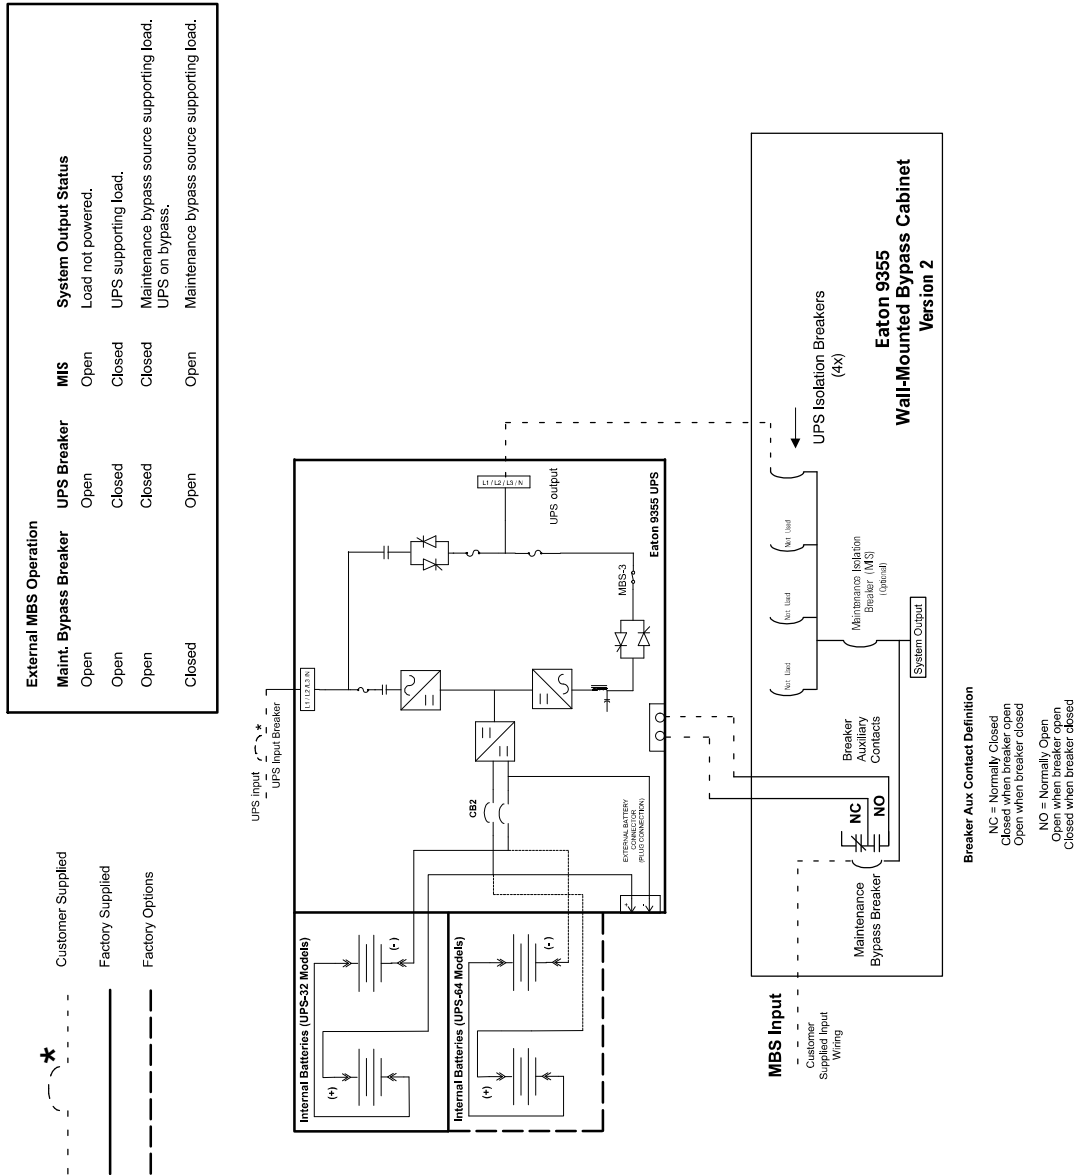 External MBS Operation
Maint. Bypass Breaker UPS Breaker MIS System Output Status
Open Open Open Load not powered.
Open Closed Closed UPS supporting load.
Open Closed Closed Maintenance bypass source supporting load.
UPS on bypass.
Closed Open Open Maintenance bypass source supporting load.
*
Customer Supplied
Factory Supplied
Factory Options
UPS input
*
UPS Input Breaker
L1 / L2 /L3 /N
L1 / L2 / L3 / N
UPS output
MBS-3
Eaton 9355 UPS
CB2
EXTERNAL BATTERY
CONNECTOR
(PLUG CONNECTION)
+
-
Internal Batteries (UPS-32 Models)
(+)
(-)
Internal Batteries (UPS-64 Models)
(+)
(-)
UPS Isolation Breakers
(4x)
Eaton 9355
Wall-Mounted Bypass Cabinet
Version 2
Not Used
Not Used
Not Used
Maintenance Isolation
Breaker (MIS)
(Optional)
System Output
Breaker
Auxiliary
Contacts
NC
NO
Maintenance
Bypass Breaker
MBS Input
Customer
Supplied Input
Wiring
Breaker Aux Contact Definition
NC = Normally Closed
Closed when breaker open
Open when breaker closed
NO = Normally Open
Open when breaker open
Closed when breaker closed